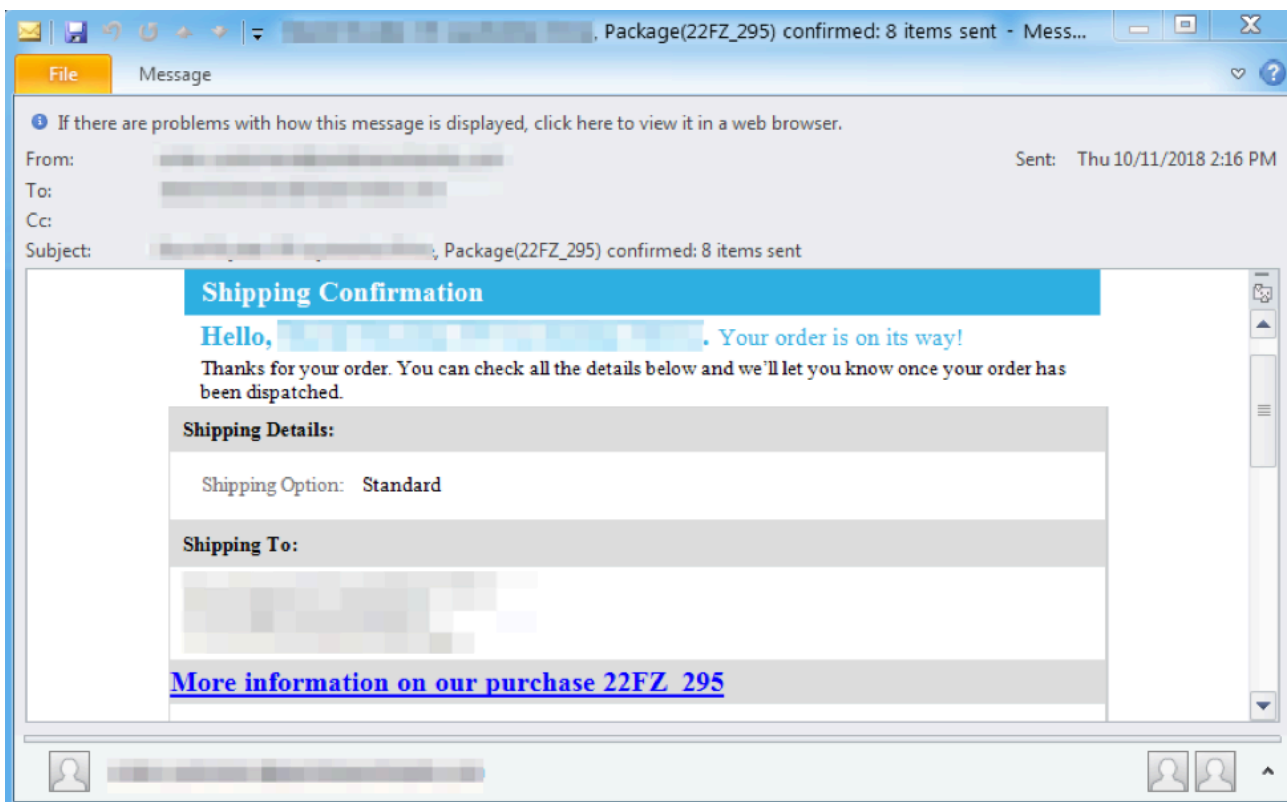 , Package(22FZ_295) confirmed: 8 items sent - Mess...
File Message
If there are problems with how this message is displayed, click here to view it in a web browser.
From: Sent: Thu 10/11/2018 2:16 PM
To:
Cc:
Subject: , Package(22FZ_295) confirmed: 8 items sent
Shipping Confirmation
Hello, . Your order is on its way!
Thanks for your order. You can check all the details below and we'll let you know once your order has
been dispatched.
Shipping Details:
Shipping Option: Standard
Shipping To:
More information on our purchase 22FZ_295